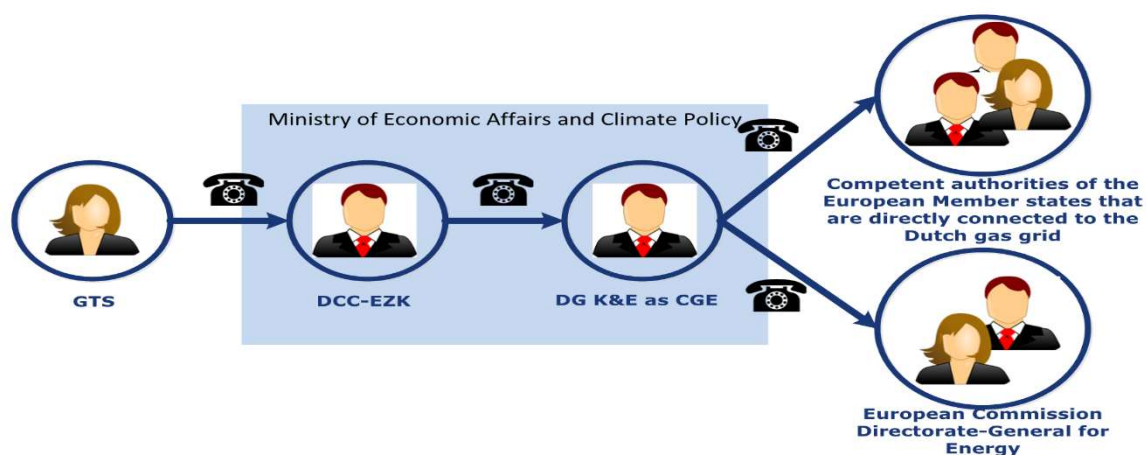 Ministry of Economic Affairs and Climate Policy
GTS
DCC-EZK
DG K&E as CGE
Competent authorities of the
European Member states that
are directly connected to the
Dutch gas grid
European Commission
Directorate-General for
Energy